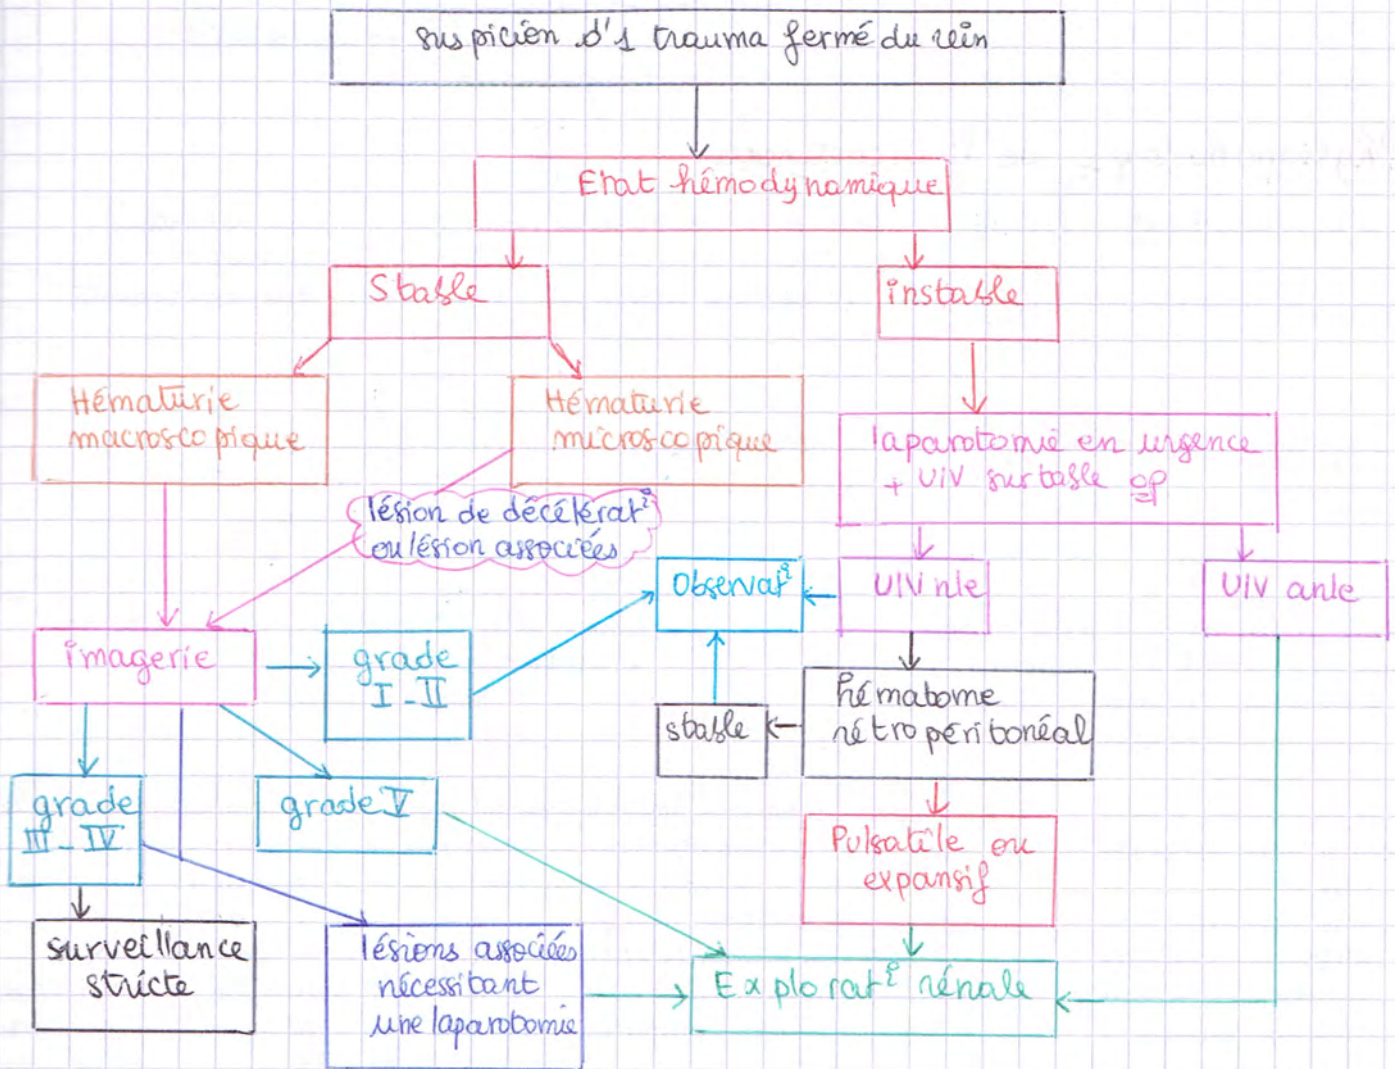 suspicion d'1 trauma fermé du rein
Etat hémodynamique
Stable
instable
Hématurie
macroscopique
Hématurie
microscopique
laparotomie en urgence
+ UIV sur table op
lésion de décélérat°
ou lésion associées
Observat°
UIV nle
UIV anle
imagerie
grade
I - II
hématome
rétropéritonéal
stable
grade
III - IV
grade V
Pulsatile ou
expansif
surveillance
stricte
lésions associées
nécessitant
une laparotomie
Explorat° rénale